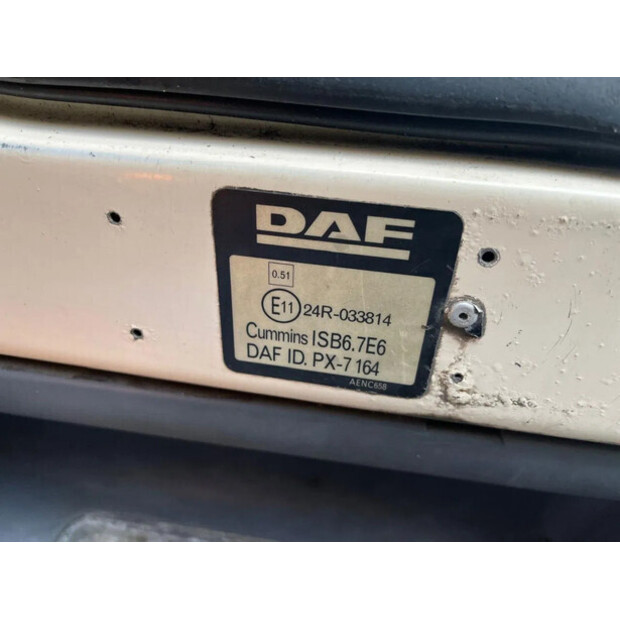 DAF
0.51
E11 24R-033814
Cummins ISB6.7E6
DAF ID. PX-7 164
AENC658